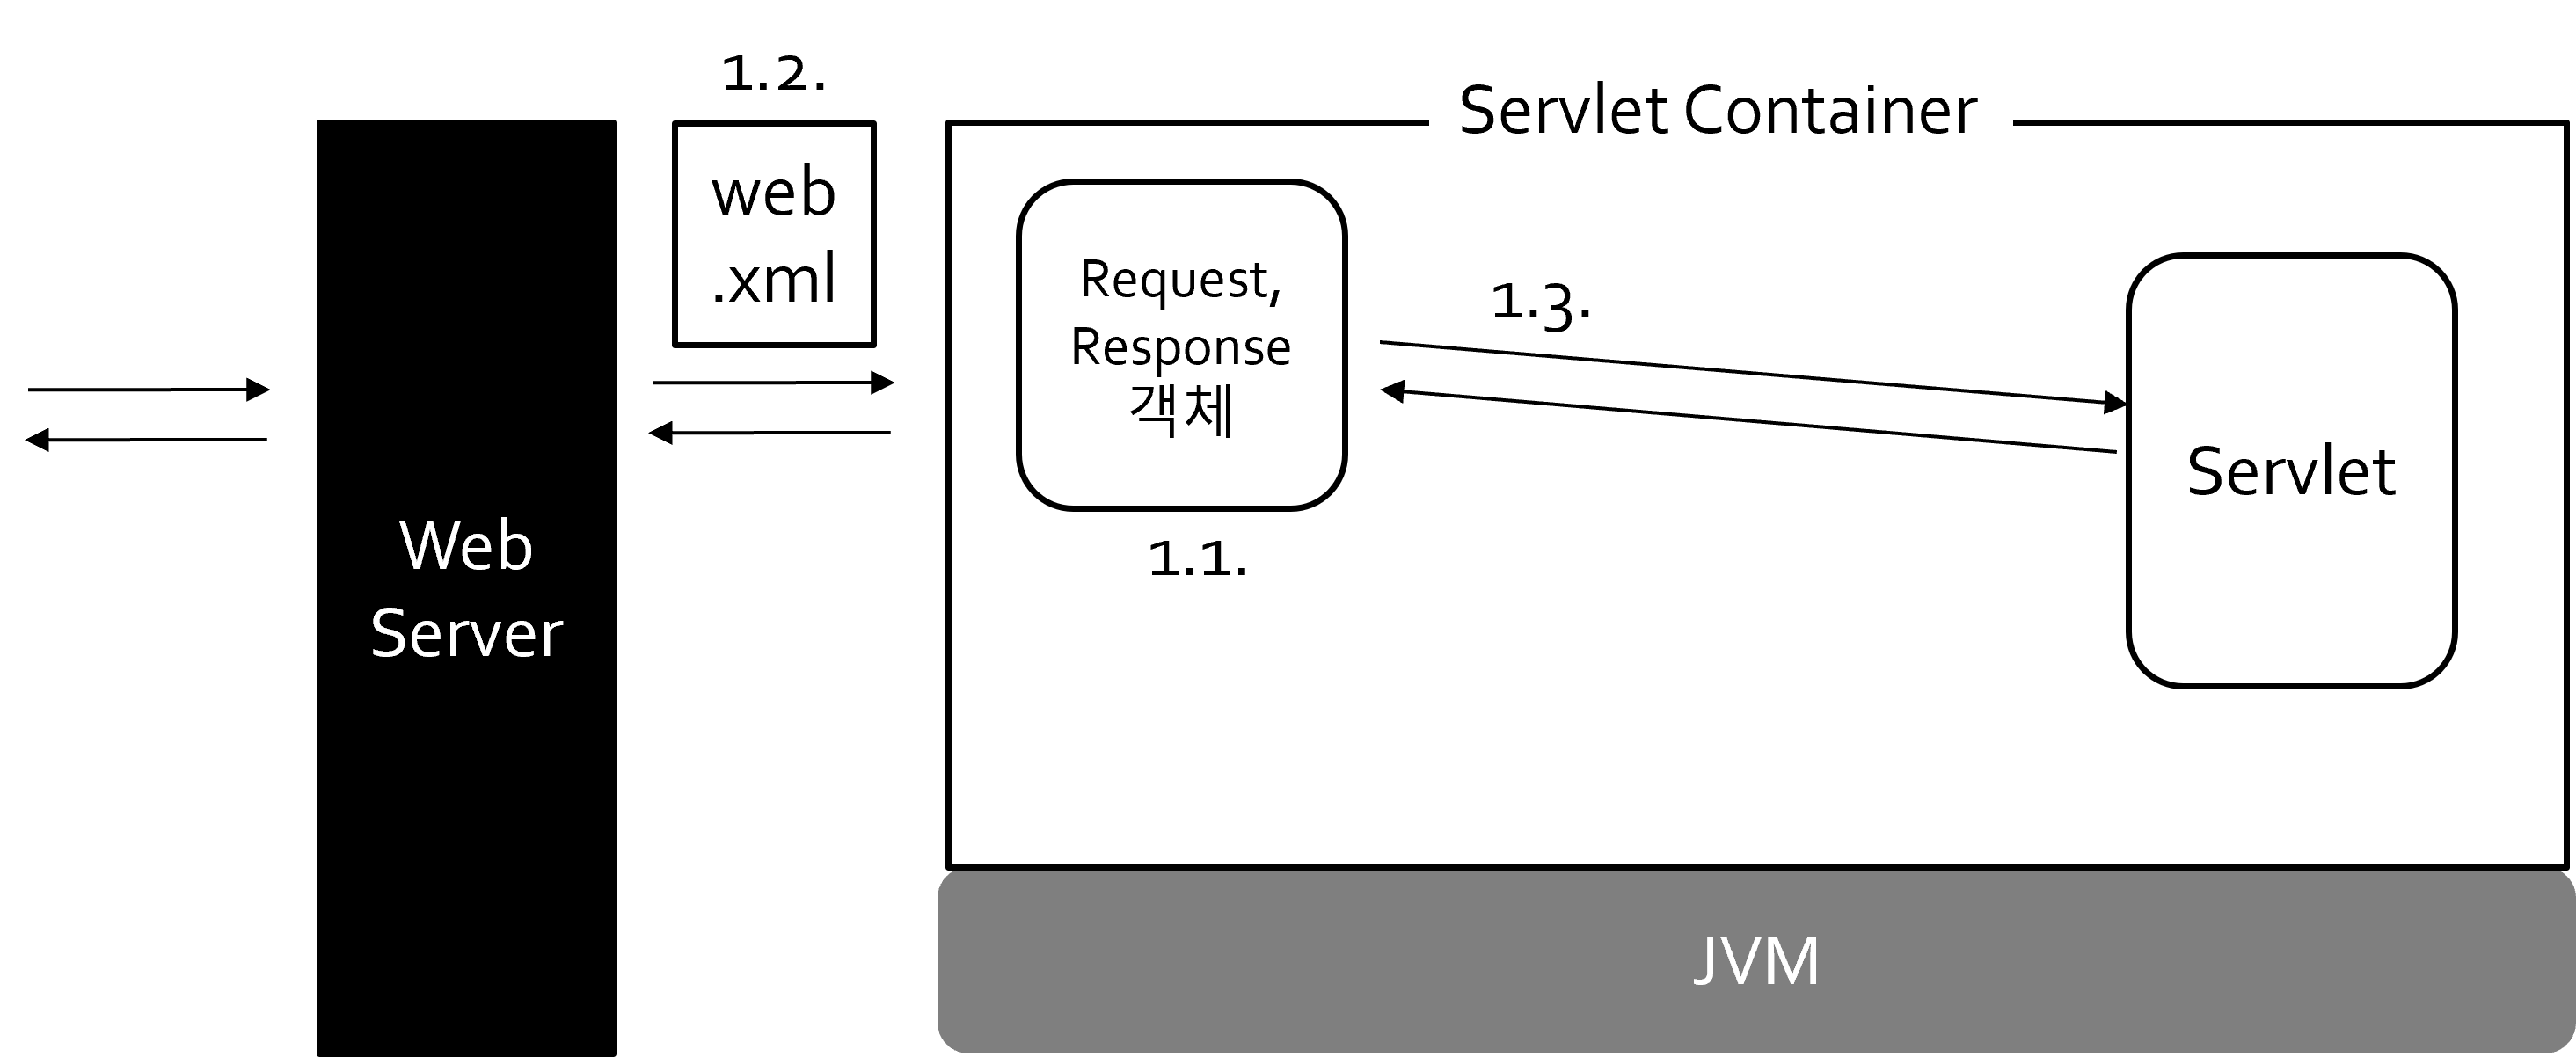 1.2.
Servlet Container
web
.xml
Request,
Response
객체
1.3.
Servlet
1.1.
Web
Server
JVM